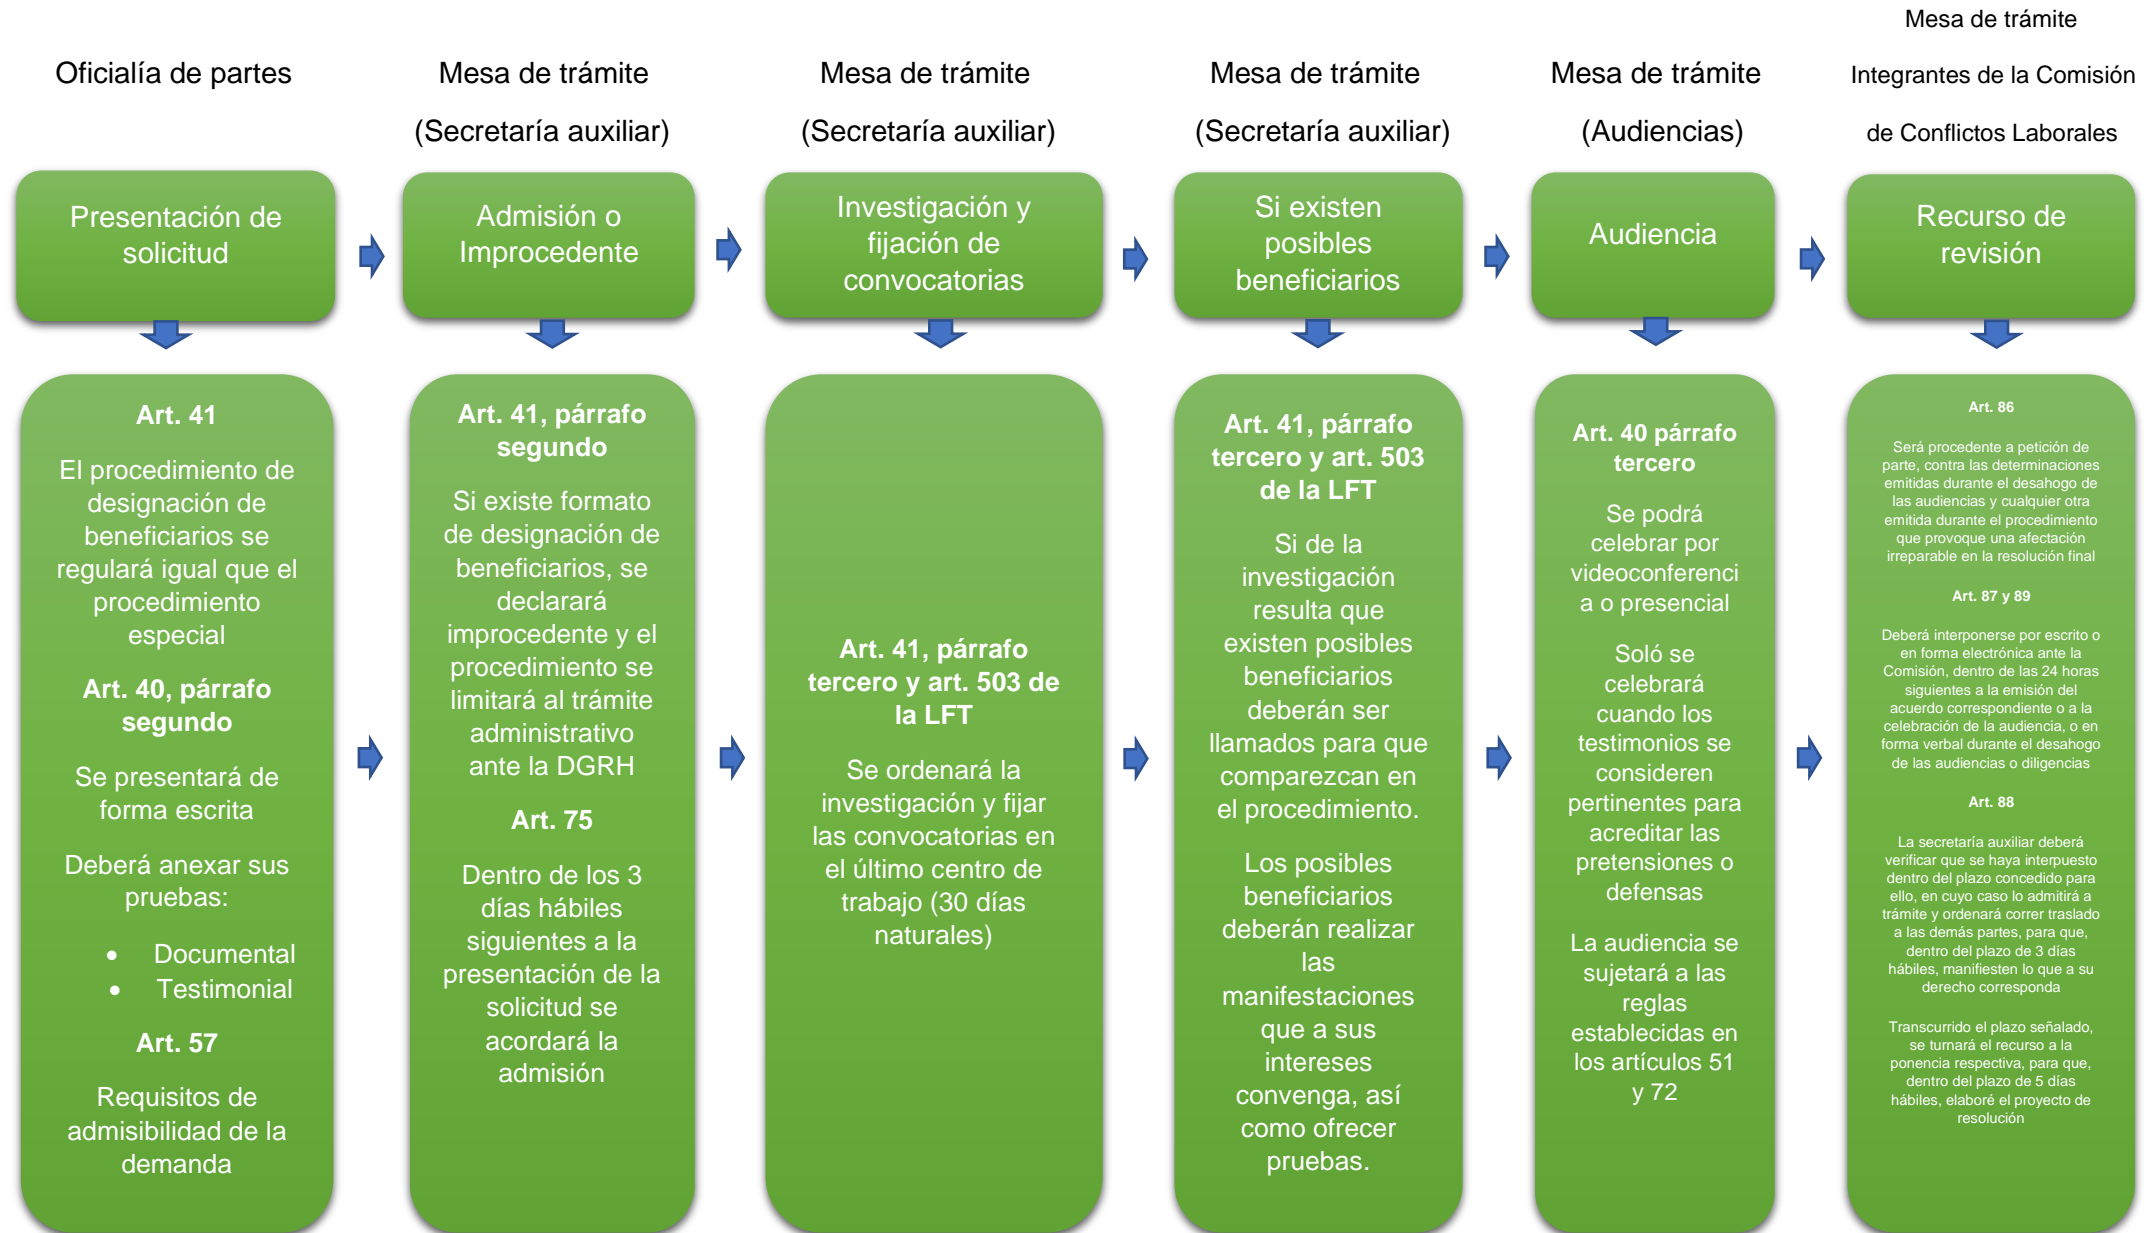 Oficialía de partes
Mesa de trámite
(Secretaría auxiliar)
Mesa de trámite
(Secretaría auxiliar)
Mesa de trámite
(Secretaría auxiliar)
Mesa de trámite
(Audiencias)
Mesa de trámite
Integrantes de la Comisión
de Conflictos Laborales
Presentación de
solicitud
Admisión o
Improcedente
Investigación y
fijación de
convocatorias
Si existen
posibles
beneficiarios
Audiencia
Recurso de
revisión
Art. 41
El procedimiento de
designación de
beneficiarios se
regulará igual que el
procedimiento
especial
Art. 40, párrafo
segundo
Se presentará de
forma escrita
Deberá anexar sus
pruebas:
• Documental
• Testimonial
Art. 57
Requisitos de
admisibilidad de la
demanda
Art. 41, párrafo
segundo
Si existe formato
de designación de
beneficiarios, se
declarará
improcedente y el
procedimiento se
limitará al trámite
administrativo
ante la DGRH
Art. 75
Dentro de los 3
días hábiles
siguientes a la
presentación de la
solicitud se
acordará la
admisión
Art. 41, párrafo
tercero y art. 503 de
la LFT
Se ordenará la
investigación y fijar
las convocatorias en
el último centro de
trabajo (30 días
naturales)
Art. 41, párrafo
tercero y art. 503
de la LFT
Si de la
investigación
resulta que
existen posibles
beneficiarios
deberán ser
llamados para que
comparezcan en
el procedimiento.
Los posibles
beneficiarios
deberán realizar
las
manifestaciones
que a sus
intereses
convenga, así
como ofrecer
pruebas.
Art. 40 párrafo
tercero
Se podrá
celebrar por
videoconferenci
a o presencial
Soló se
celebrará
cuando los
testimonios se
consideren
pertinentes para
acreditar las
pretensiones o
defensas
La audiencia se
sujetará a las
reglas
establecidas en
los artículos 51
y 72
Art. 86
Será procedente a petición de
parte, contra las determinaciones
emitidas durante el desahogo de
las audiencias y cualquier otra
emitida durante el procedimiento
que provoque una afectación
irreparable en la resolución final
Art. 87 y 89
Deberá interponerse por escrito o
en forma electrónica ante la
Comisión, dentro de las 24 horas
siguientes a la emisión del
acuerdo correspondiente o a la
celebración de la audiencia, o en
forma verbal durante el desahogo
de las audiencias o diligencias
Art. 88
La secretaría auxiliar deberá
verificar que se haya interpuesto
dentro del plazo concedido para
ello, en cuyo caso lo admitirá a
trámite y ordenará correr traslado
a las demás partes, para que,
dentro del plazo de 3 días
hábiles, manifiesten lo que a su
derecho corresponda
Transcurrido el plazo señalado,
se turnará el recurso a la
ponencia respectiva, para que,
dentro del plazo de 5 días
hábiles, elaboré el proyecto de
resolución